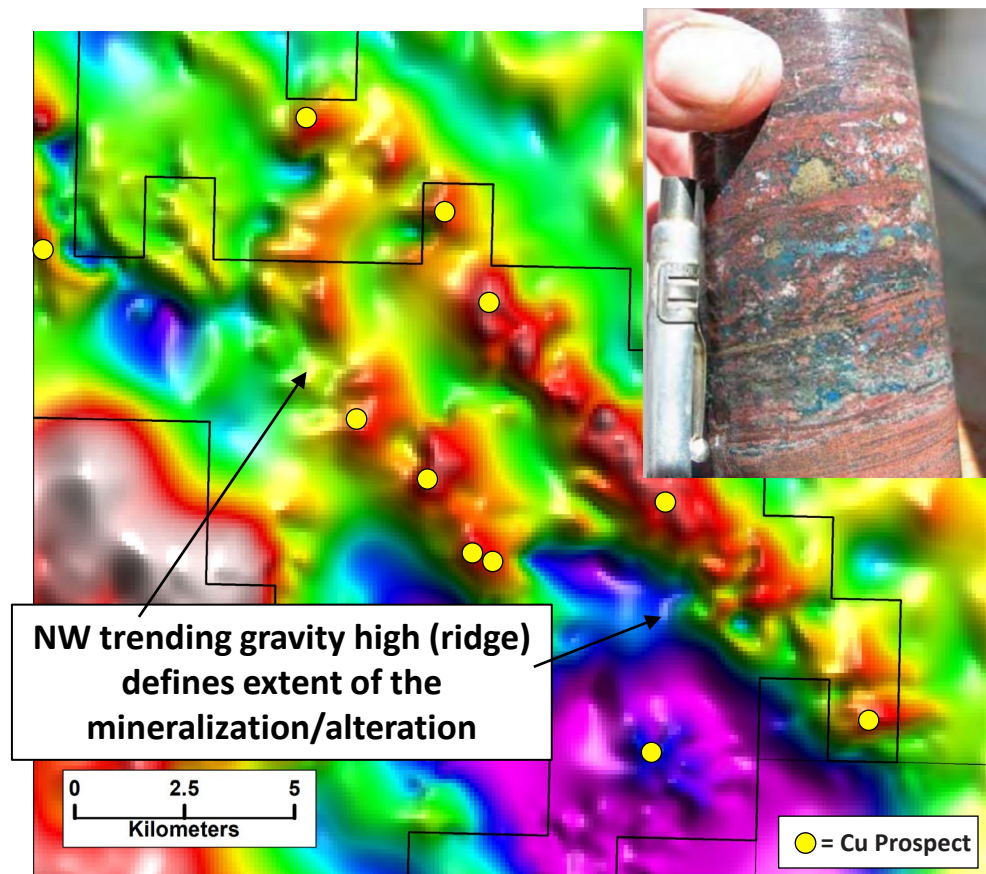 NW trending gravity high (ridge)
defines extent of the
mineralization/alteration
0 2.5 5
Kilometers
= Cu Prospect